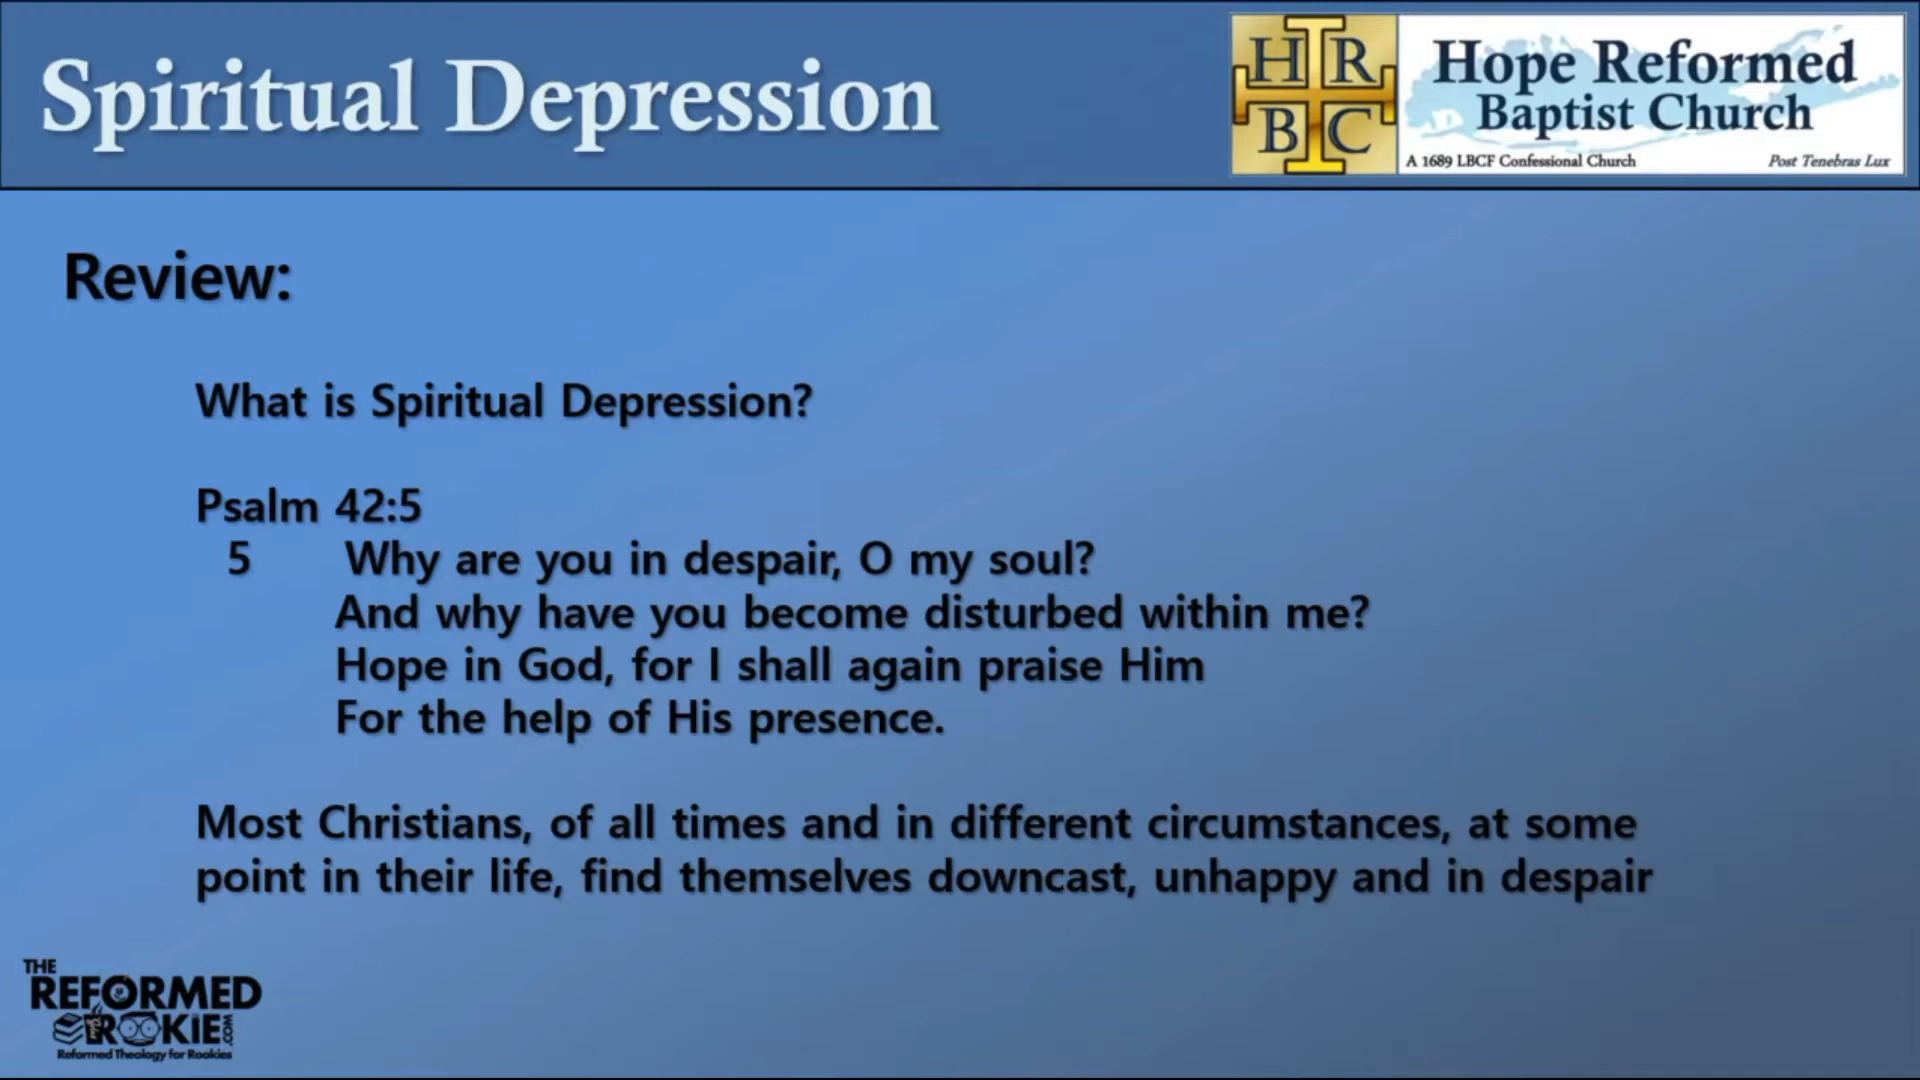 Spiritual Depression
H R
B C
Hope Reformed
Baptist Church
A 1689 LBCF Confessional Church
Post Tenebras Lux
Review:
What is Spiritual Depression?
Psalm 42:5
5 Why are you in despair, O my soul?
And why have you become disturbed within me?
Hope in God, for I shall again praise Him
For the help of His presence.
Most Christians, of all times and in different circumstances, at some
point in their life, find themselves downcast, unhappy and in despair
THE
REFORMED
ROOKIE.COM
Reformed Theology for Rookies